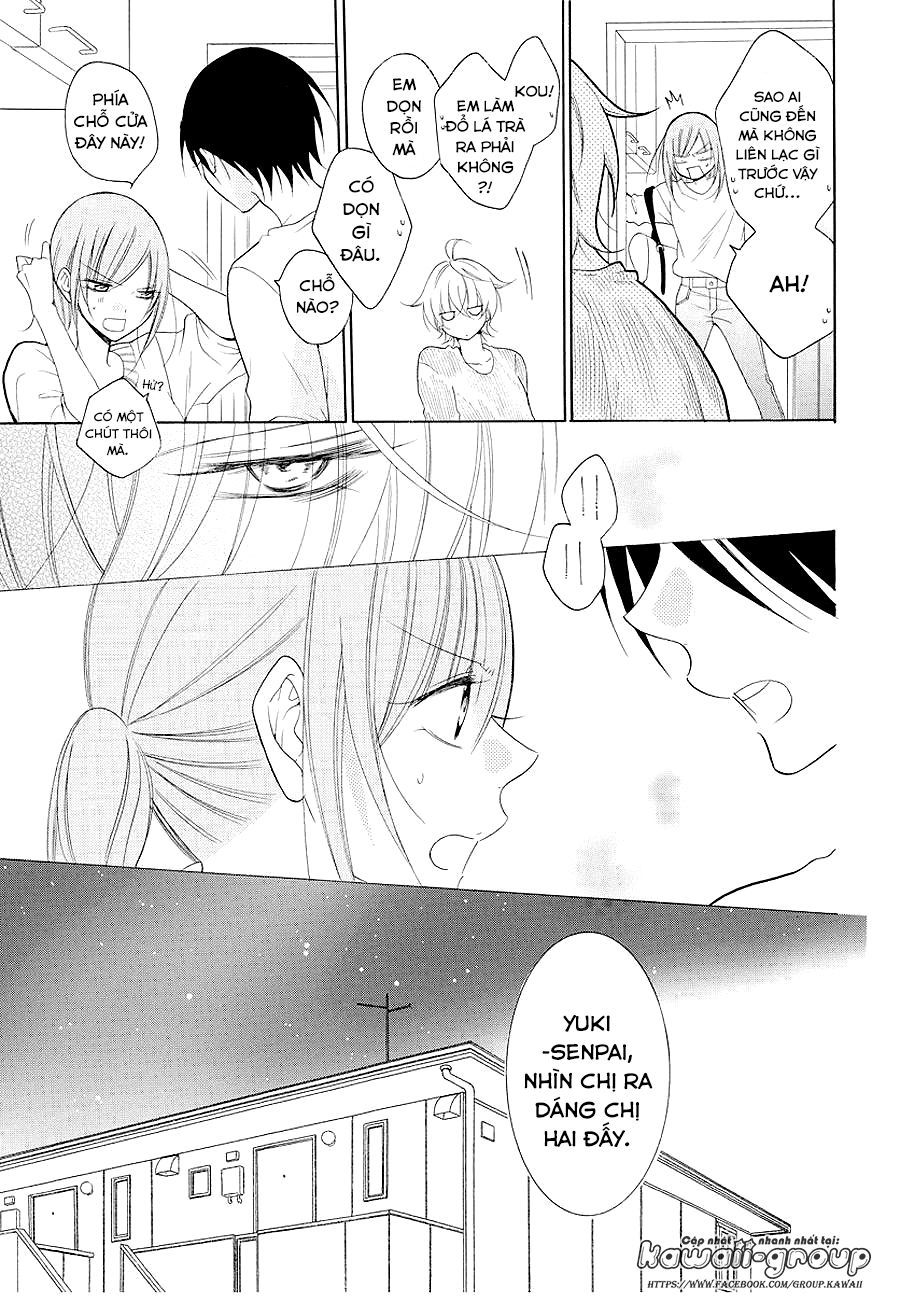 SAO AI
CŨNG ĐẾN
MÀ KHÔNG
LIÊN LẠC GÌ
TRƯỚC VẬY
CHỨ...
AH!
KOU!
EM LÀM
ĐỔ LÁ TRÀ
RA PHẢI
KHÔNG
?!
EM
DỌN
RỒI
MÀ
CÓ
DỌN
GÌ
ĐÂU.
CHỖ
NÀO?
PHÍA
CHỖ CỬA
ĐÂY NÀY!
Hử?
CÓ MỘT
CHÚT THÔI
MÀ.
YUKI
-SENPAI,
NHÌN CHỊ RA
DÁNG CHỊ
HAI ĐẤY.
Cập nhật nhanh nhất tại:
kawaii-group
HTTPS://WWW.FACEBOOK.COM/GROUP.KAWAII